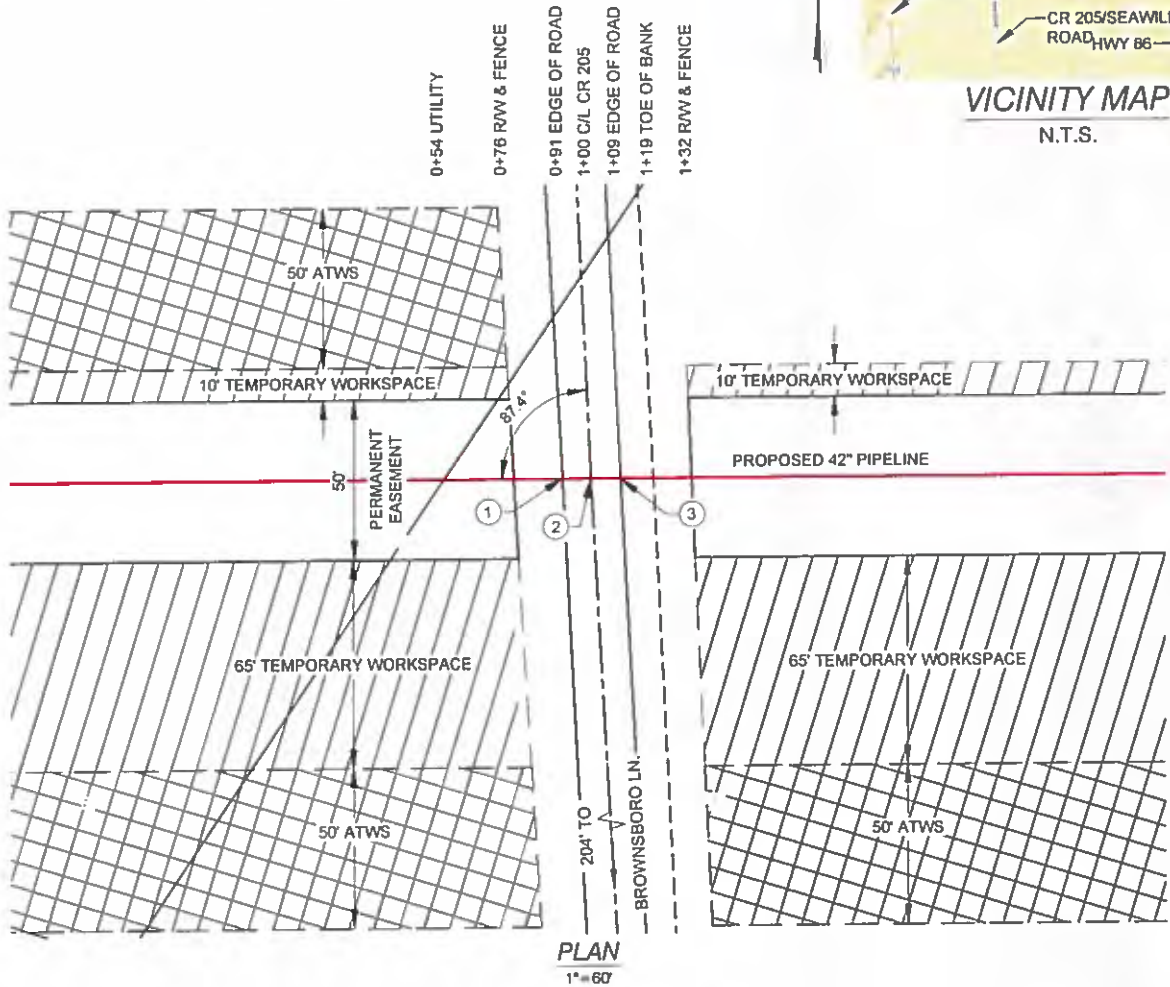 CR 205/SEAWILL
ROAD HWY 86
VICINITY MAP
N.T.S.
0+54 UTILITY
0+76 R/W & FENCE
0+91 EDGE OF ROAD
1+00 C/L CR 205
1+09 EDGE OF ROAD
1+19 TOE OF BANK
1+32 R/W & FENCE
50' ATWS
10' TEMPORARY WORKSPACE
10' TEMPORARY WORKSPACE
87.4°
50'
PERMANENT
EASEMENT
PROPOSED 42" PIPELINE
1
2
3
65' TEMPORARY WORKSPACE
65' TEMPORARY WORKSPACE
50' ATWS
204' TO
BROWNSBORO LN.
50' ATWS
PLAN
1"=60'